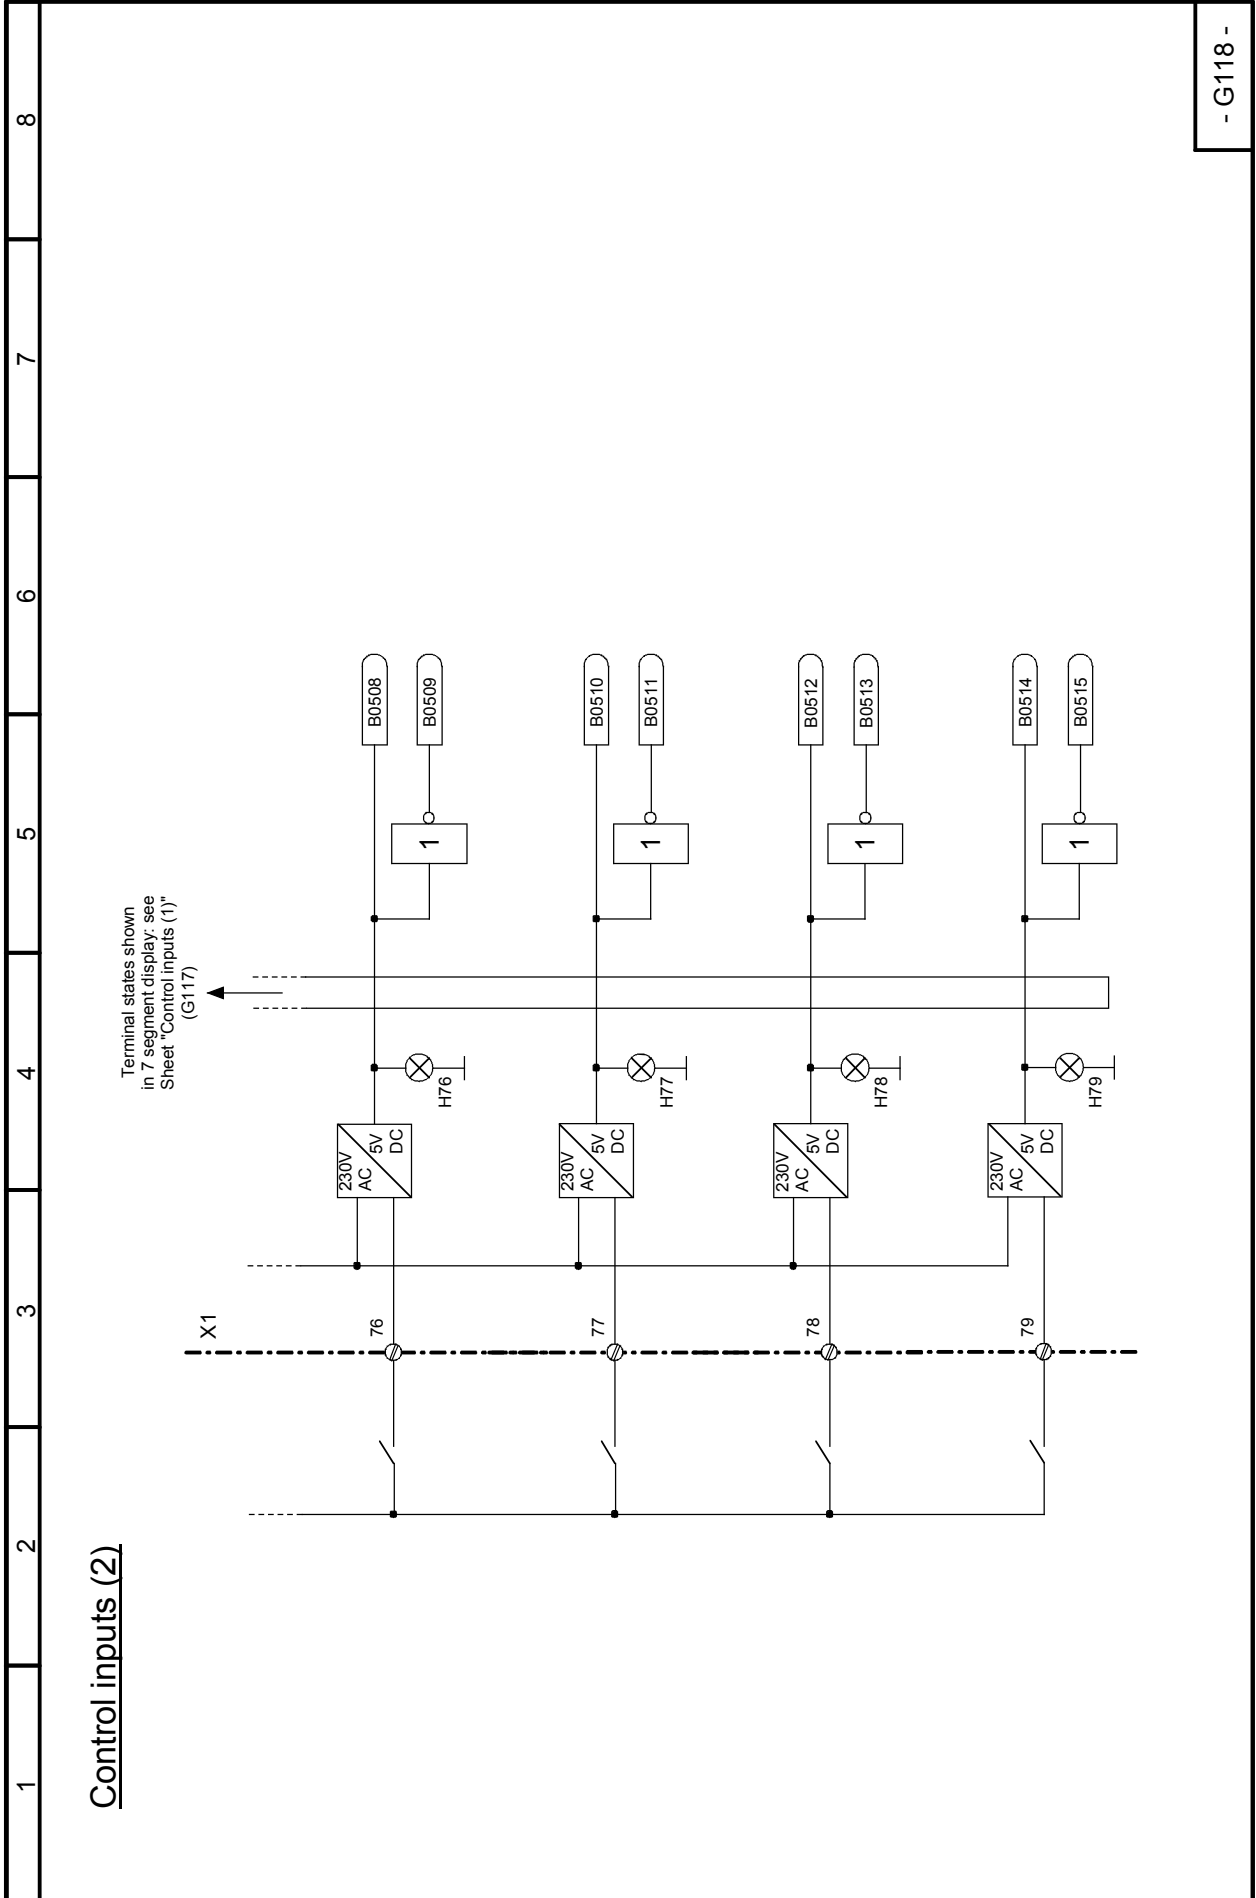 1
2
3
4
5
6
7
8
Control inputs (2)
Terminal states shown
in 7 segment display: see
Sheet "Control inputs (1)"
(G117)
X1
76
230V
AC
5V
DC
H76
1
B0508
B0509
77
230V
AC
5V
DC
H77
1
B0510
B0511
78
230V
AC
5V
DC
H78
1
B0512
B0513
79
230V
AC
5V
DC
H79
1
B0514
B0515
- G118 -